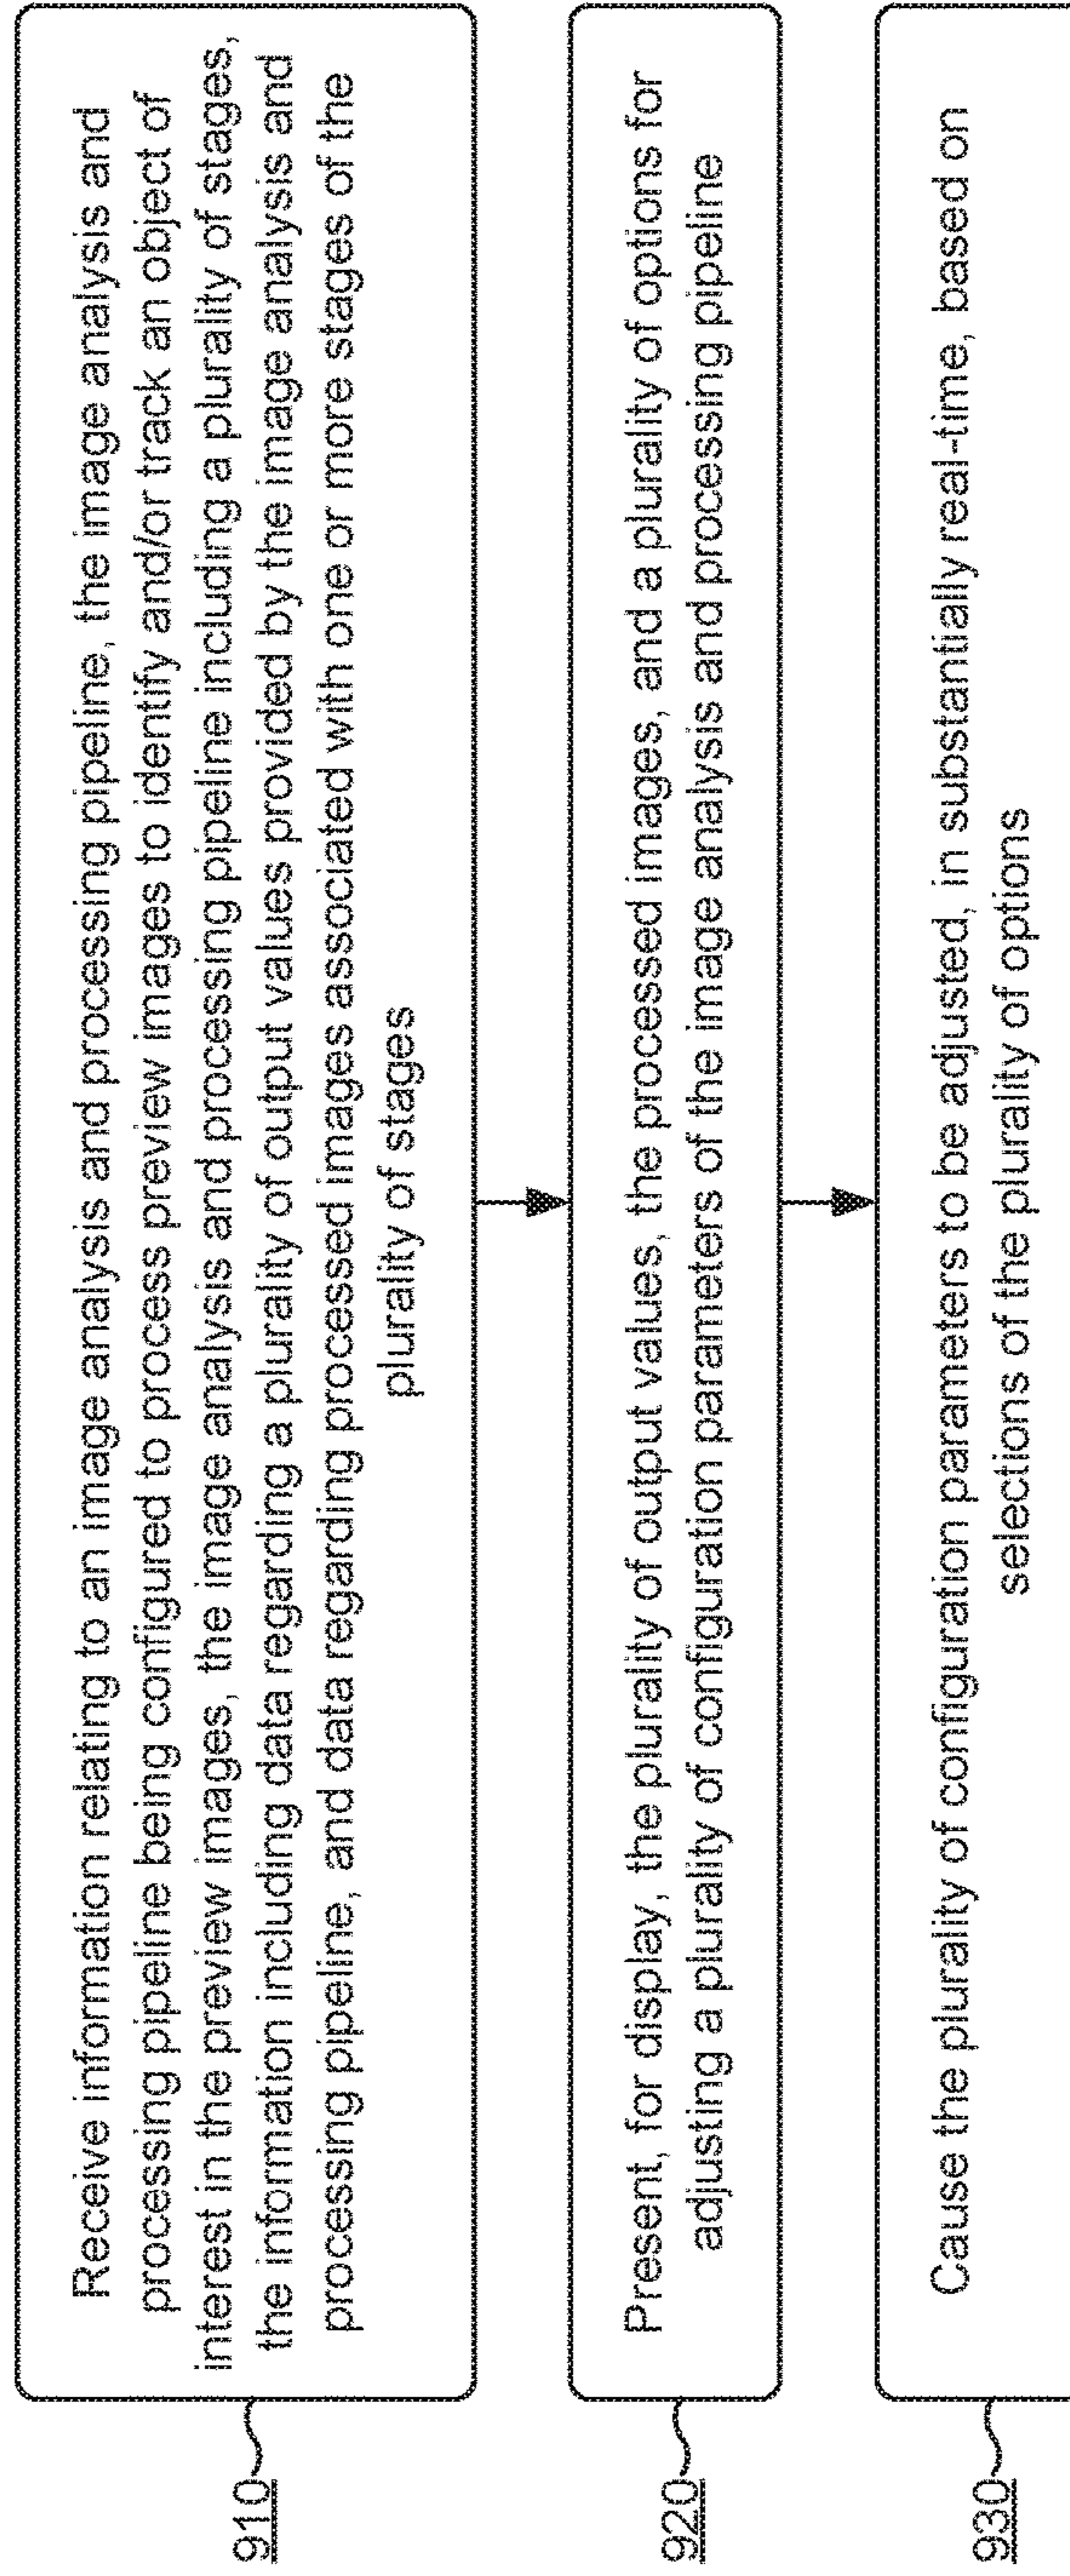 Receive information relating to an image analysis and processing pipeline, the image analysis and
processing pipeline being configured to process preview images to identify and/or track an object of
interest in the preview images, the image analysis and processing pipeline including a plurality of stages,
the information including data regarding a plurality of output values provided by the image analysis and
processing pipeline, and data regarding processed images associated with one or more stages of the
plurality of stages
910
Present, for display, the plurality of output values, the processed images, and a plurality of options for
adjusting a plurality of configuration parameters of the image analysis and processing pipeline
920
Cause the plurality of configuration parameters to be adjusted, in substantially real-time, based on
selections of the plurality of options
930